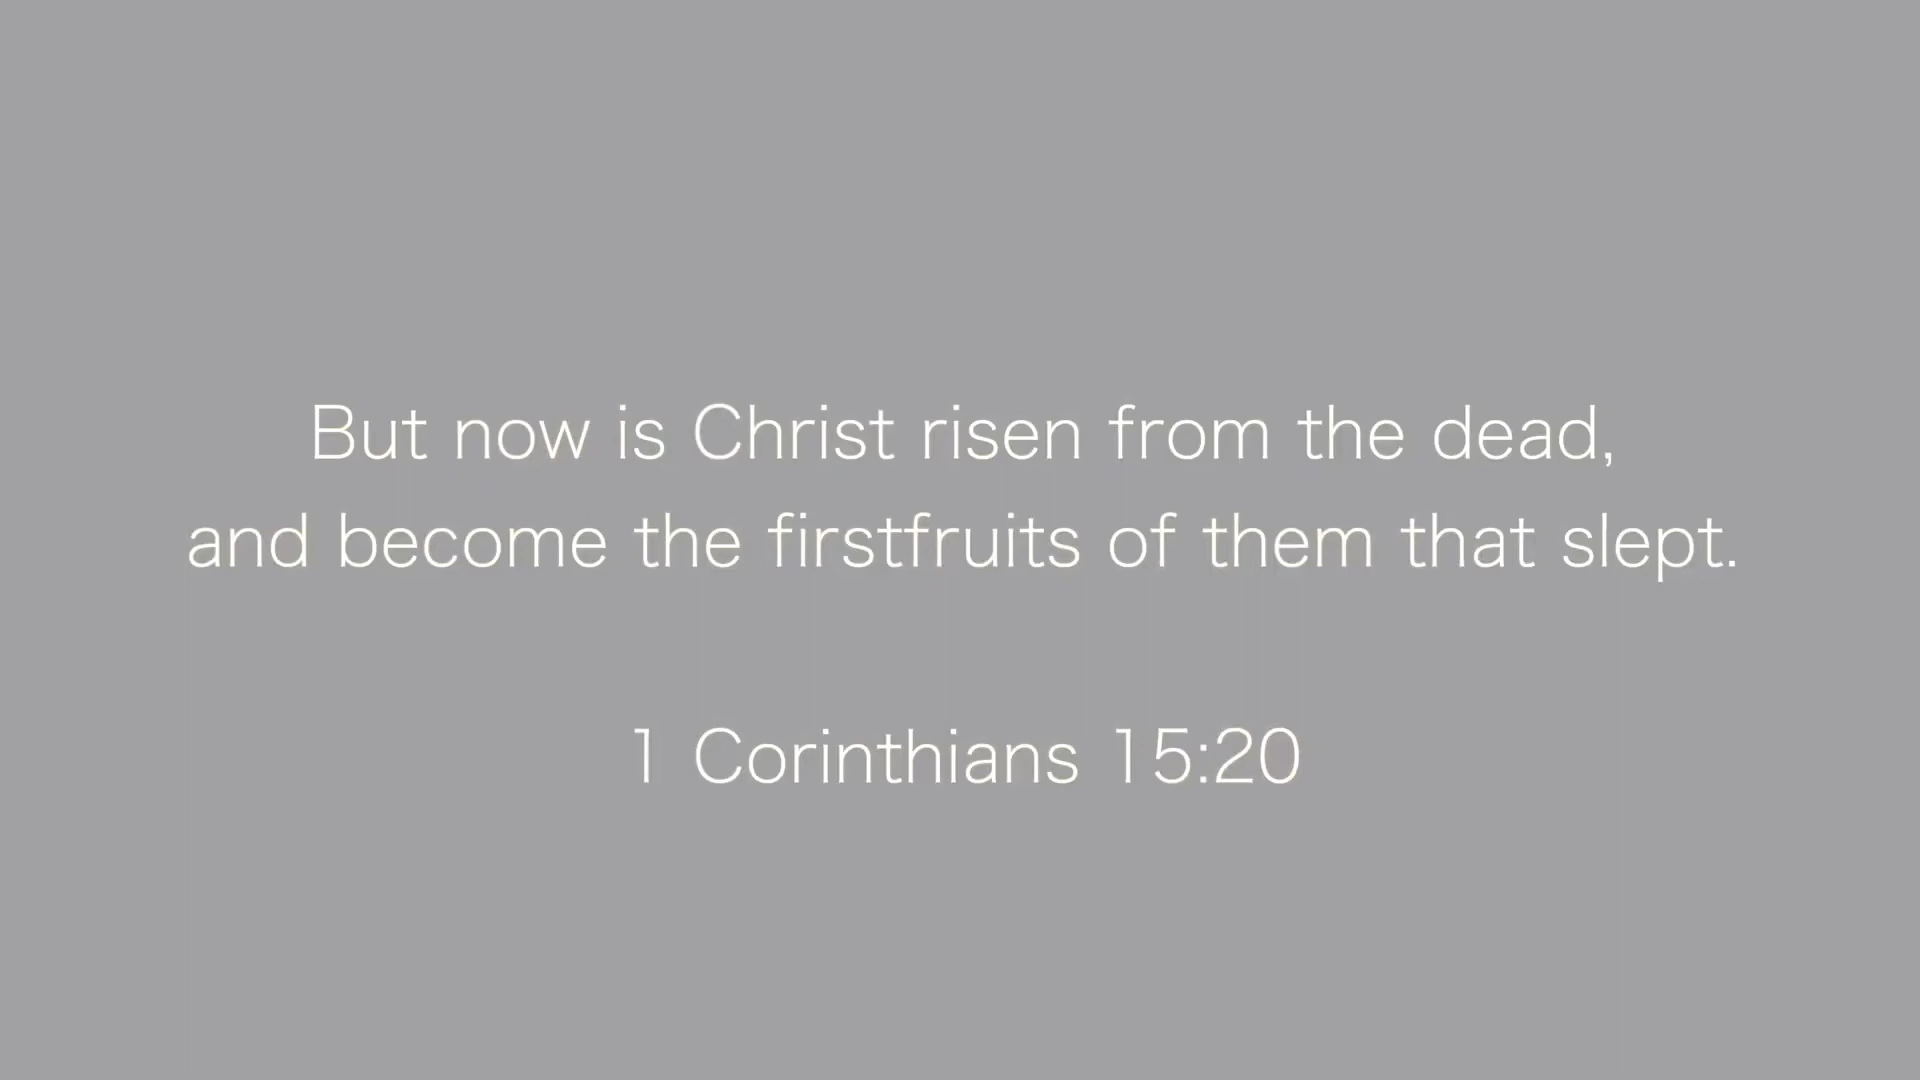 But now is Christ risen from the dead,
and become the firstfruits of them that slept.
1 Corinthians 15:20